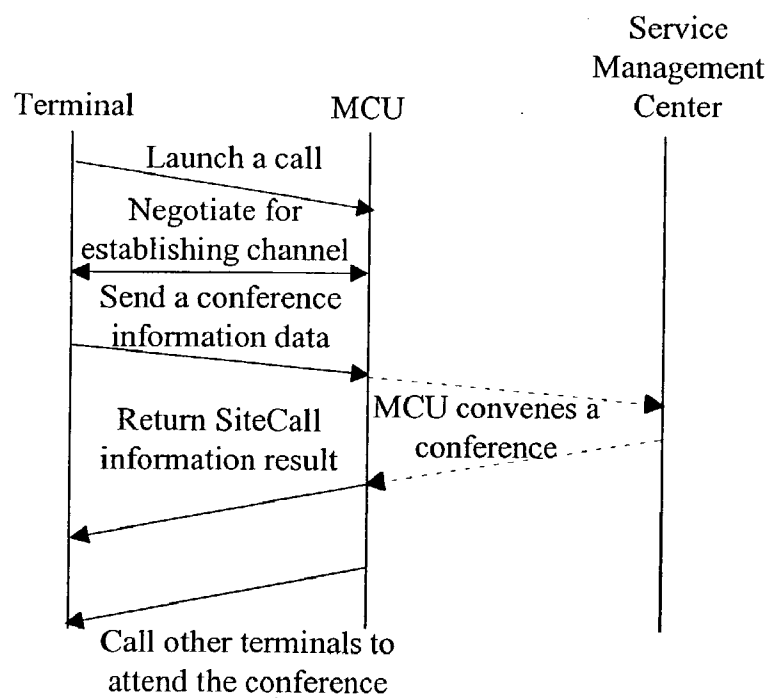 Service
Management
Center
Terminal
MCU
Launch a call
Negotiate for
establishing channel
Send a conference
information data
MCU convenes a
conference
Return SiteCall
information result
Call other terminals to
attend the conference